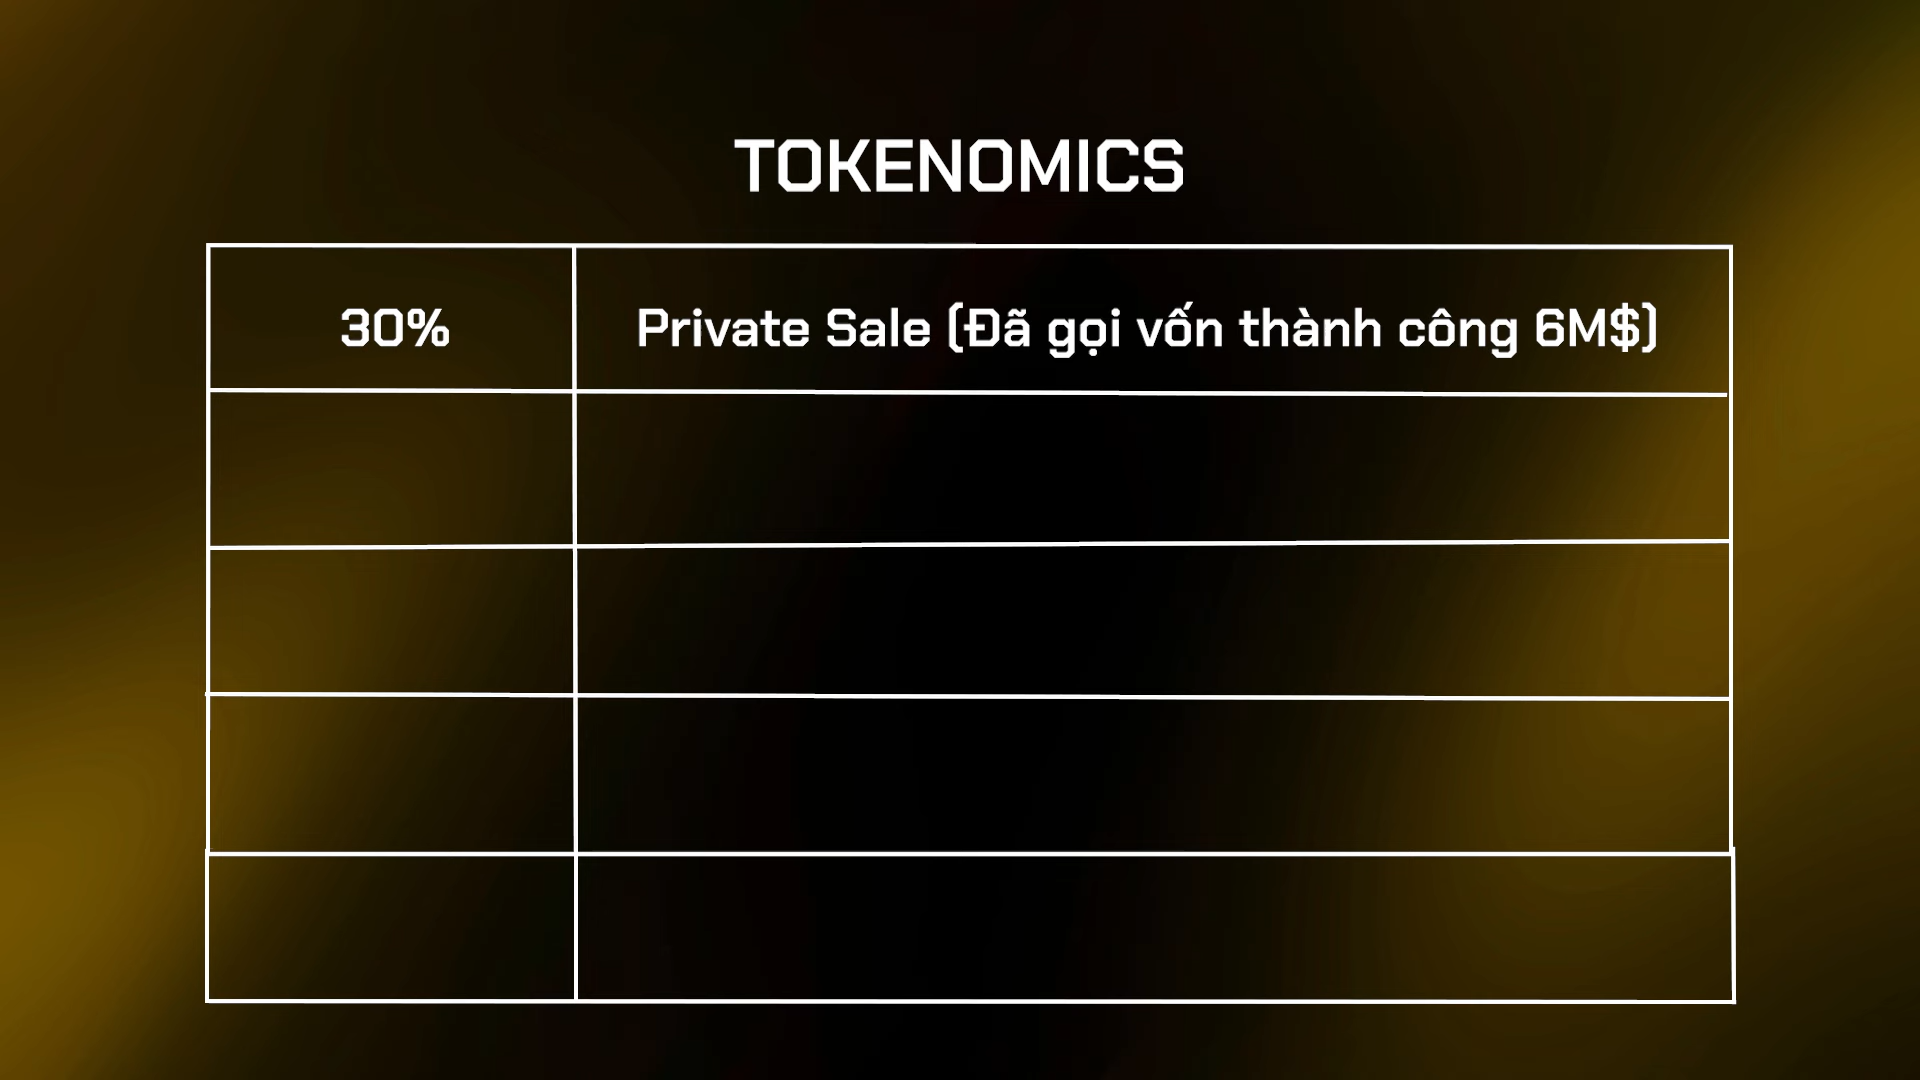 TOKENOMICS
30%
Private Sale (Đã gọi vốn thành công 6M$)